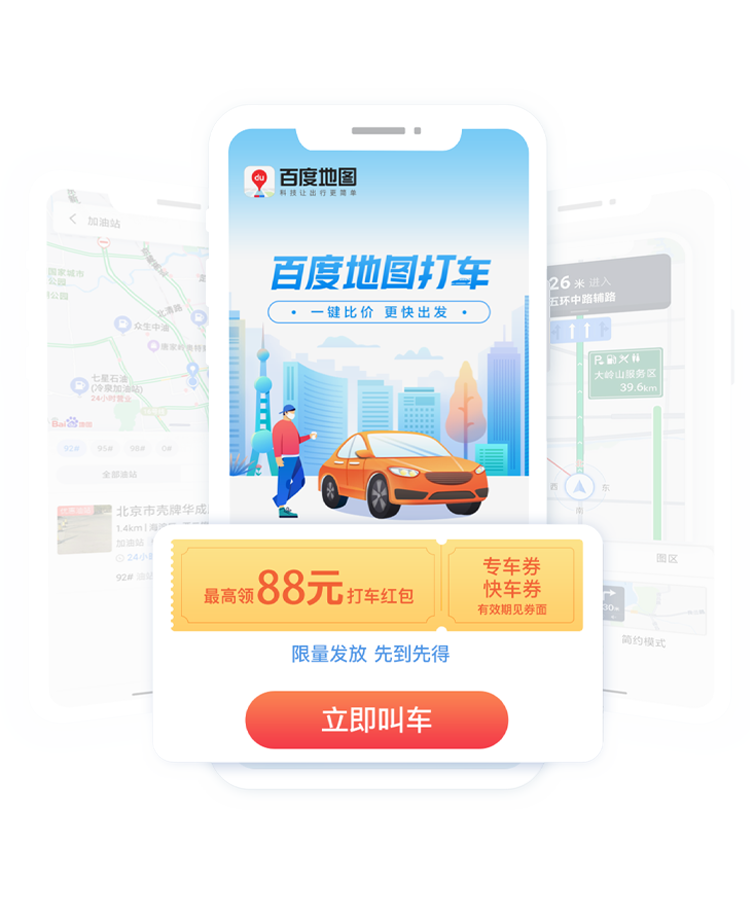 百度地图
科技让出行更简单
百度地图打车
• 一键比价 更快出发 •
最高领88元打车红包
专车券
快车券
有效期见券面
限量发放 先到先得
立即叫车
加油站
北清路
众生中油
七星石油
(冷泉加油站)
24小时营业
92# 95# 98# 0#
全部油站
北京市壳牌华成
1.4km
加油站
24小
92#
26 米 进入
五环中路辅路
P
大岭山服务区
39.6km
西
东
南
图区
30
简约模式